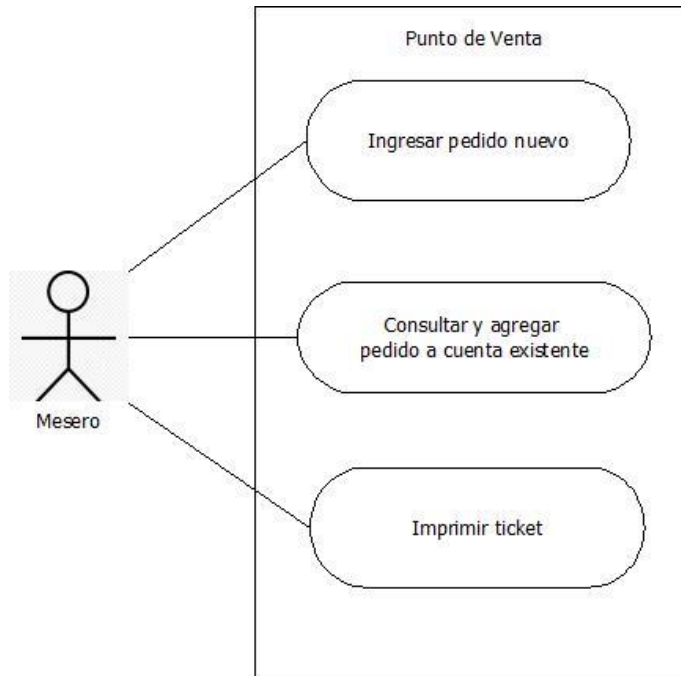 Punto de Venta
Ingresar pedido nuevo
Consultar y agregar
pedido a cuenta existente
Mesero
Imprimir ticket